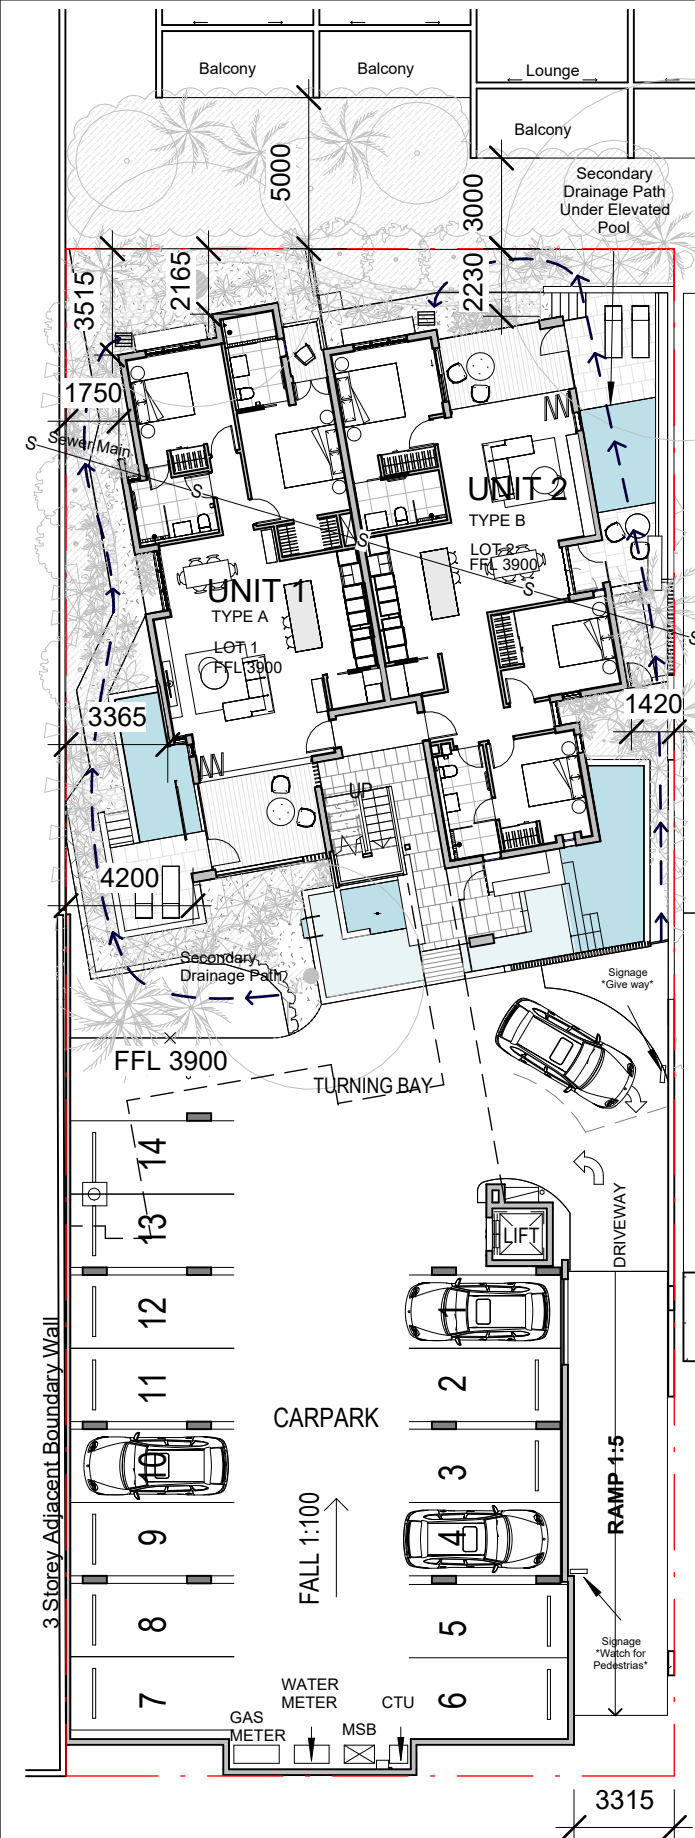 Balcony
Balcony
Lounge
Balcony
5000
3000
Secondary
Drainage Path
Under Elevated
Pool
3515
2165
2230
1750
S
Sewer Main
S
UNIT 2
TYPE B
S
LOT 2
FFL 3900
UNIT 1
TYPE A
S
LOT 1
FFL 3900
S
3365
1420
UP
4200
Secondary
Drainage Path
Signage
*Give way*
FFL 3900
TURNING BAY
14
13
LIFT
DRIVEWAY
12
1
11
2
CARPARK
3 Storey Adjacent Boundary Wall
10
3
RAMP 1:5
9
4
FALL 1:100
8
5
Signage
*Watch for
Pedestrias*
7
6
WATER
METER
GAS
METER
MSB
CTU
3315